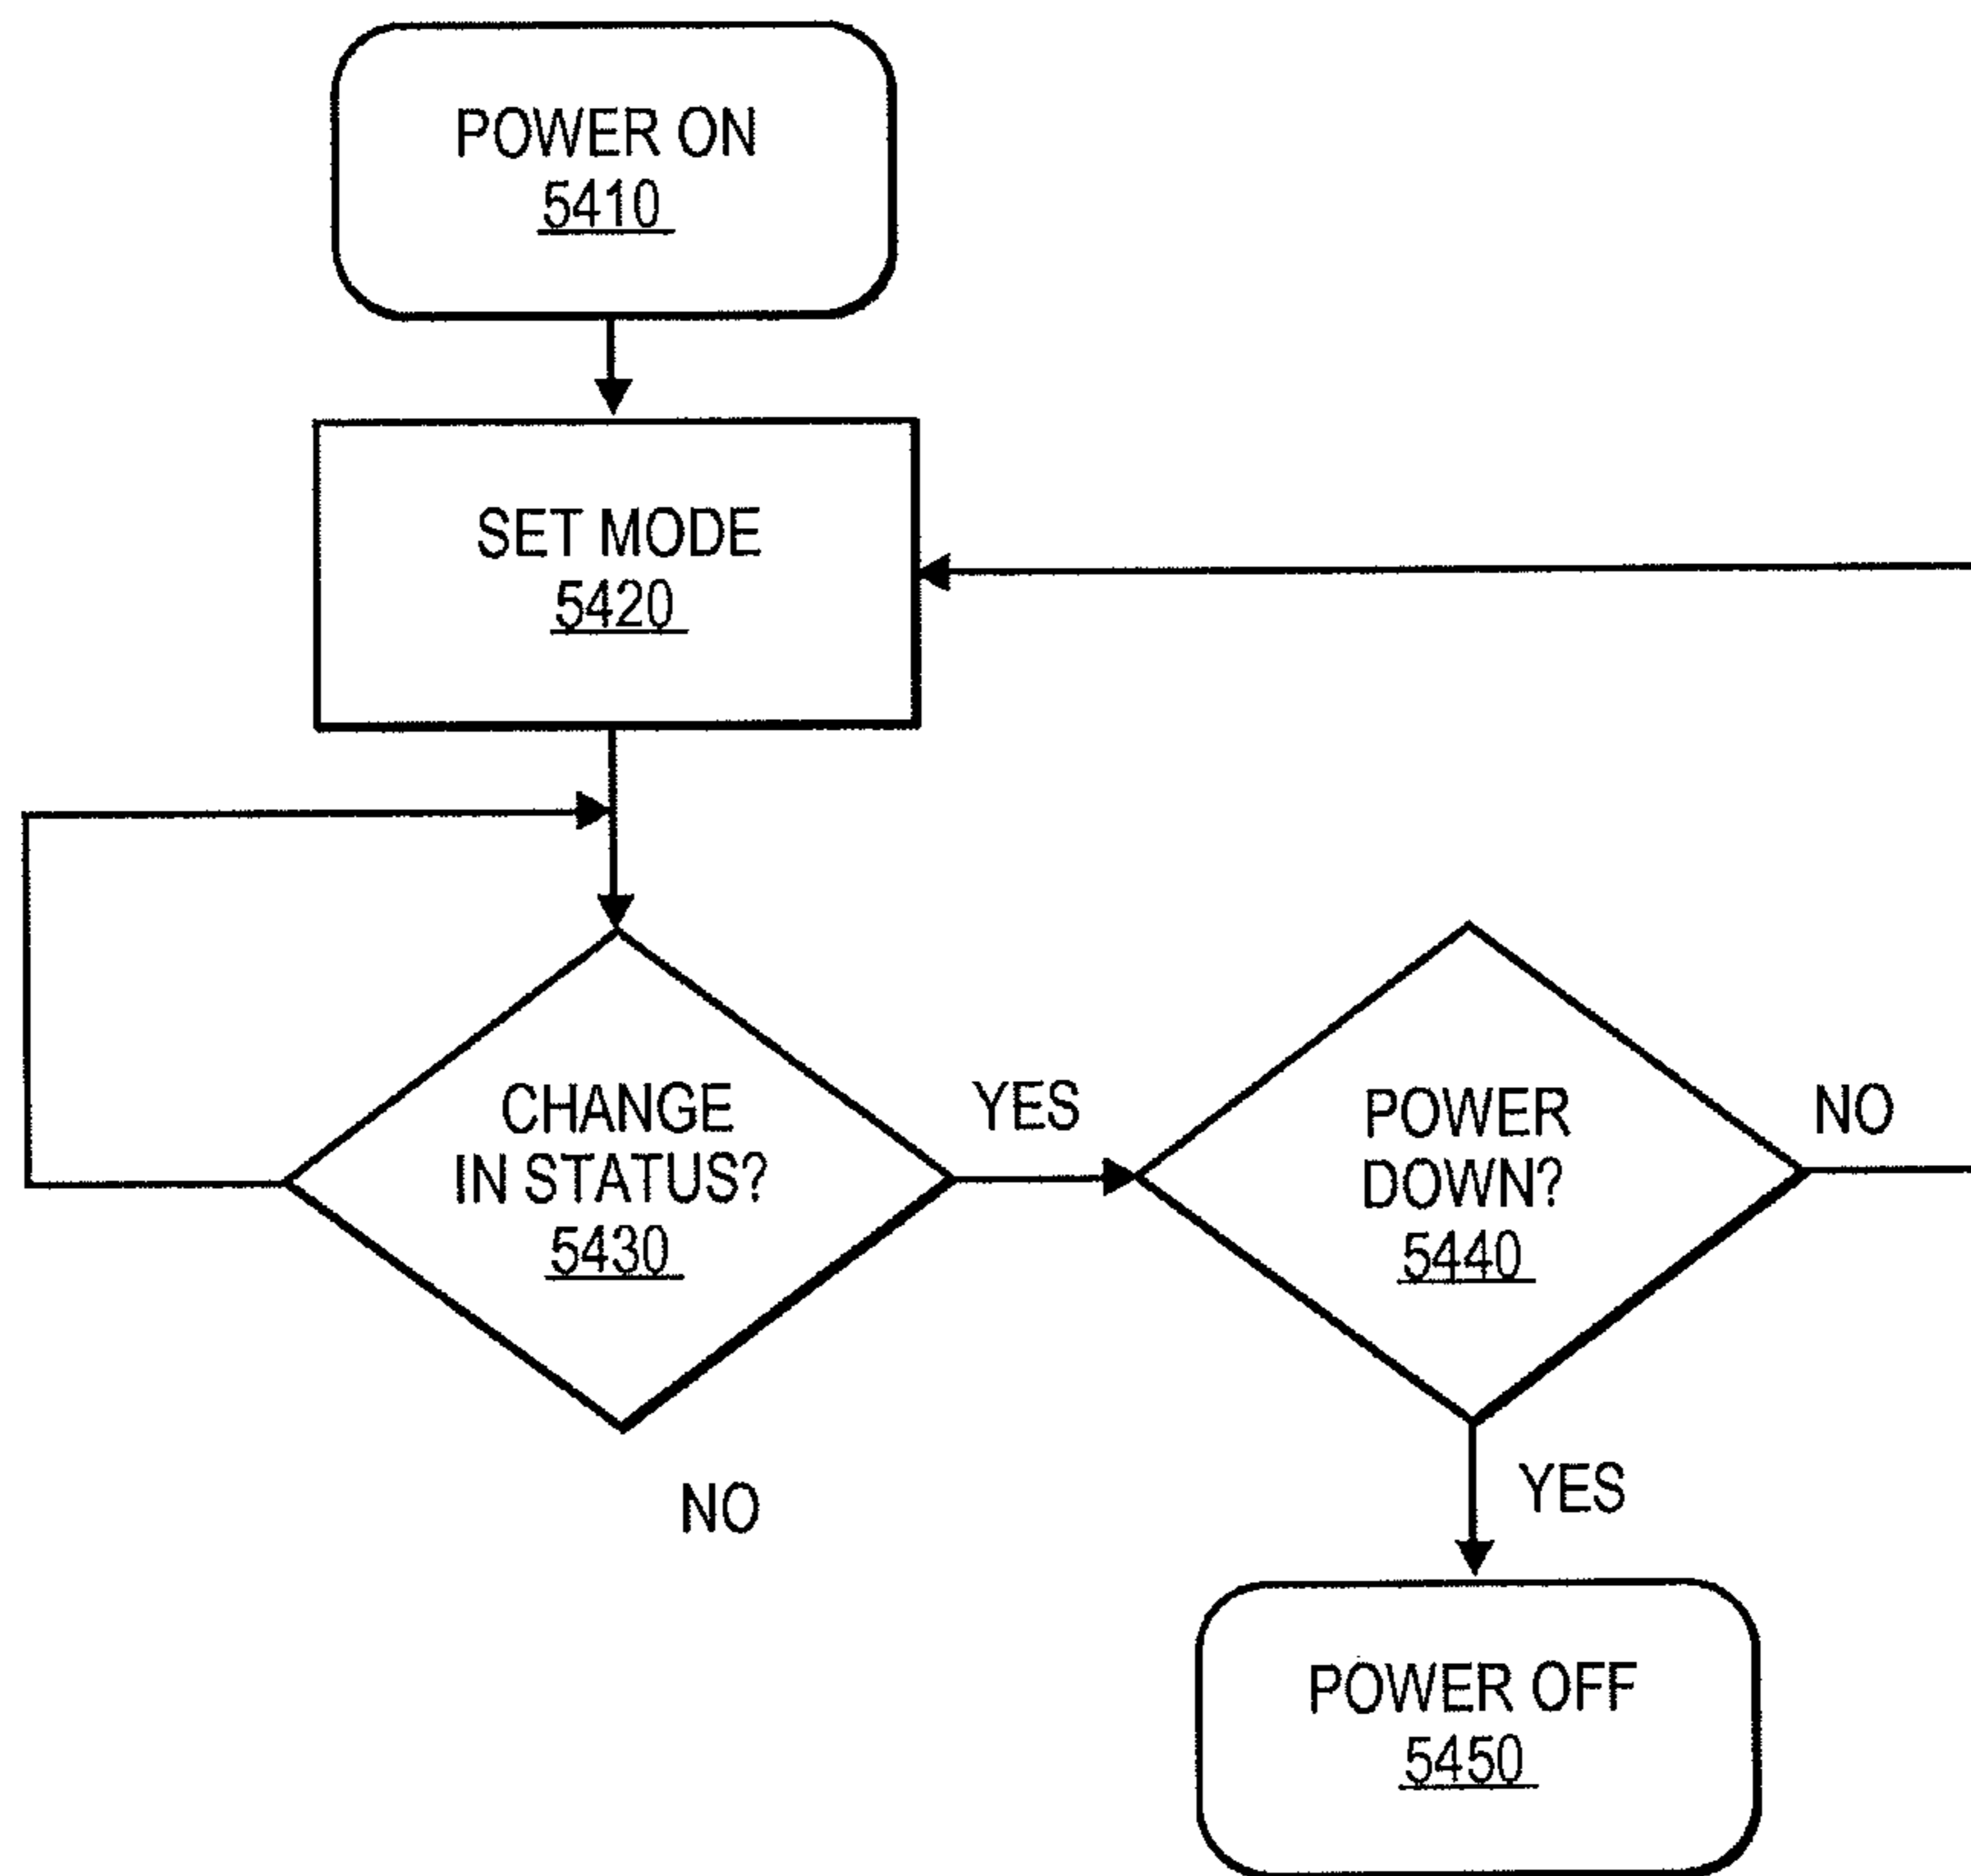 POWER ON
5410
SET MODE
5420
CHANGE
IN STATUS?
5430
YES
POWER
DOWN?
5440
NO
NO
YES
POWER OFF
5450